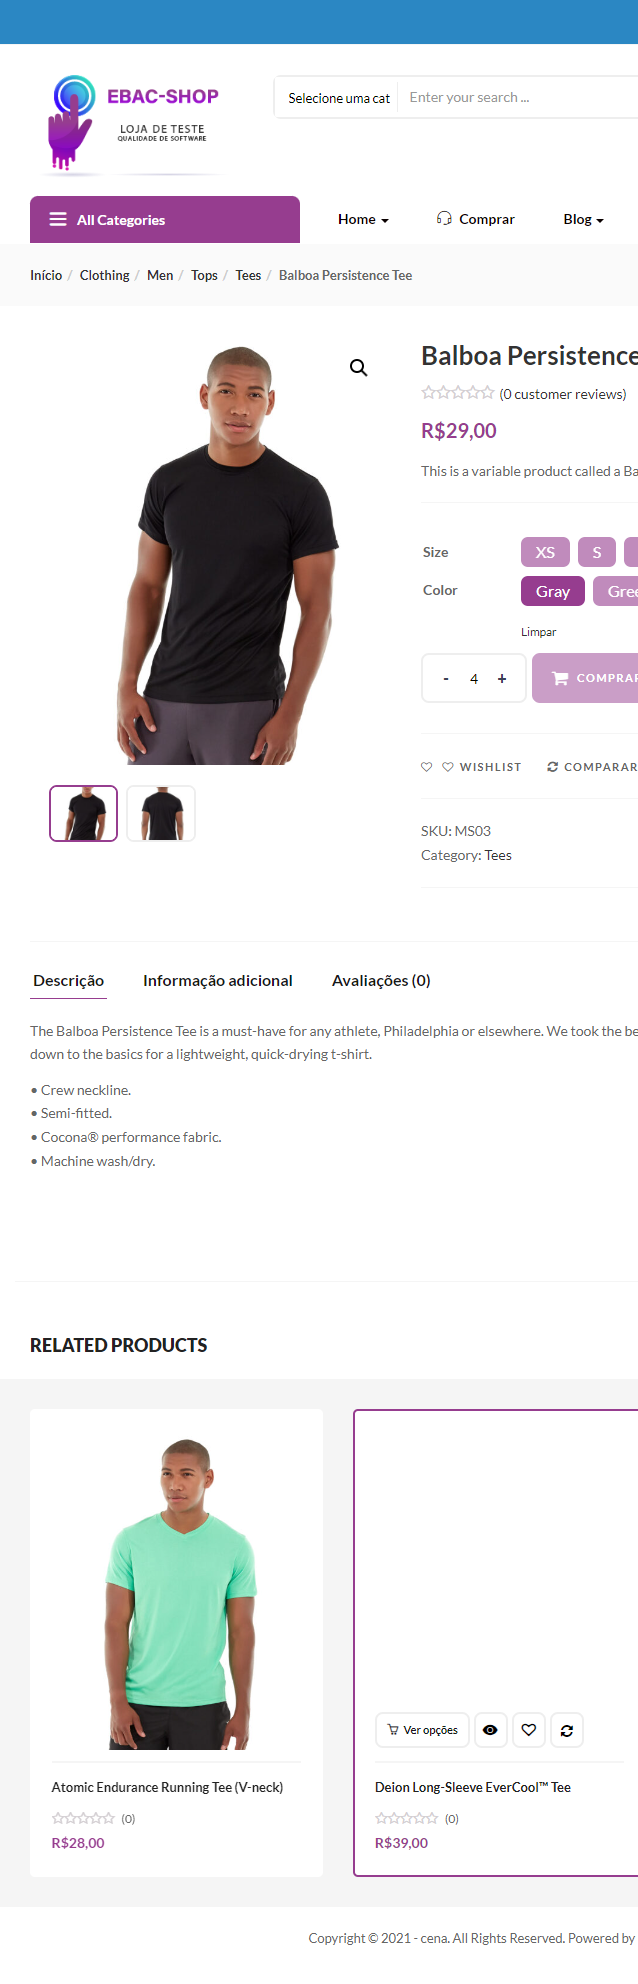 EBAC-SHOP
LOJA DE TESTE
QUALIDADE DE SOFTWARE
Selecione uma cat
Enter your search ...
All Categories
Home
Comprar
Blog
Início / Clothing / Men / Tops / Tees / Balboa Persistence Tee
Balboa Persistence
(0 customer reviews)
R$29,00
This is a variable product called a Ba
Size
XS
S
Color
Gray
Gree
Limpar
- 4 +
COMPRAR
WISHLIST
COMPARAR
SKU: MS03
Category: Tees
Descrição
Informação adicional
Avaliações (0)
The Balboa Persistence Tee is a must-have for any athlete, Philadelphia or elsewhere. We took the be
down to the basics for a lightweight, quick-drying t-shirt.
• Crew neckline.
• Semi-fitted.
• Cocona® performance fabric.
• Machine wash/dry.
RELATED PRODUCTS
Atomic Endurance Running Tee (V-neck)
(0)
R$28,00
Ver opções
Deion Long-Sleeve EverCool™ Tee
(0)
R$39,00
Copyright © 2021 - cena. All Rights Reserved. Powered by